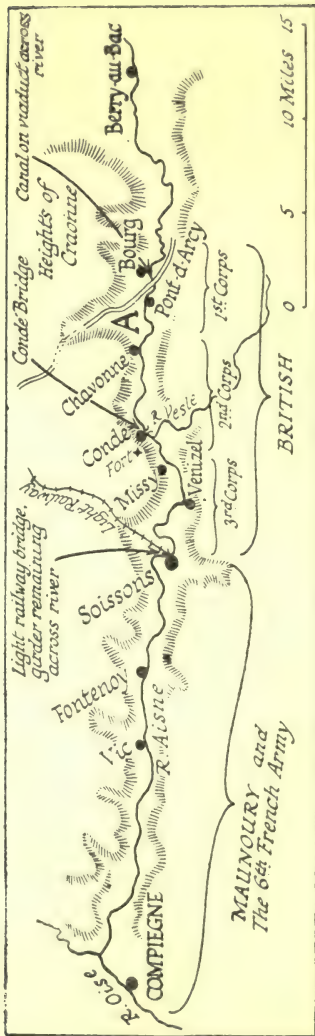 Light railway bridge,
girder remaining
across river
Conde Bridge
Canal on viaduct across
river
Heights of
Craonne
Light Railway
Berry-au-Bac
Bourg
A
Pont-d'Arcy
Chavonne
Conde
Fort
R. Vesle
Missy
Venizel
Soissons
Fontenoy
R. Aisne
R. Oise
COMPIEGNE
3rd Corps
2nd Corps
1st Corps
BRITISH
MAUNOURY and
The 6th French Army
0 5 10 Miles 15